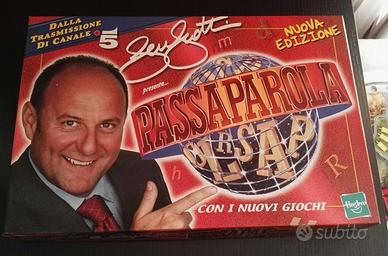 DALLA
TRASMISSIONE
DI CANALE 5
Gerry Scotti
presenta...
NUOVA
EDIZIONE
PASSAPAROLA
CON I NUOVI GIOCHI
Hasbro
subito
m
d
h
R